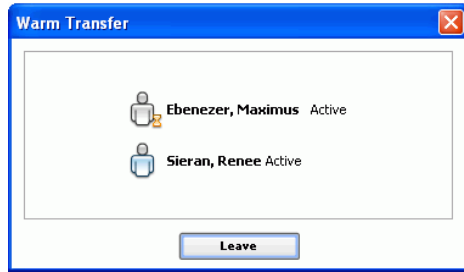 Warm Transfer
Ebenezer, Maximus Active
Sieran, Renee Active
Leave